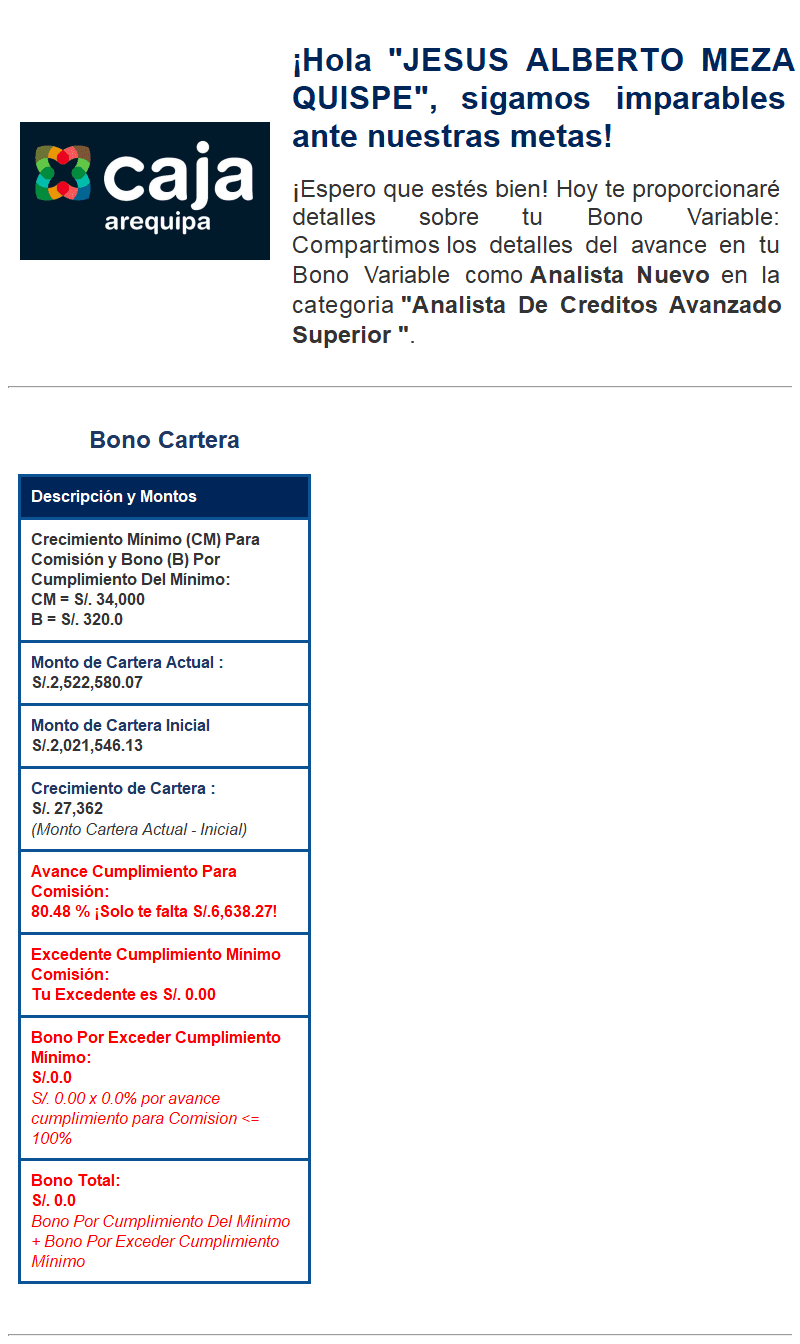 ¡Hola "JESUS ALBERTO MEZA
QUISPE", sigamos imparables
ante nuestras metas!
caja
arequipa
¡Espero que estés bien! Hoy te proporcionaré
detalles sobre tu Bono Variable:
Compartimos los detalles del avance en tu
Bono Variable como Analista Nuevo en la
categoria "Analista De Creditos Avanzado
Superior ".
Bono Cartera
Descripción y Montos
Crecimiento Mínimo (CM) Para
Comisión y Bono (B) Por
Cumplimiento Del Mínimo:
CM = S/. 34,000
B = S/. 320.0
Monto de Cartera Actual :
S/.2,522,580.07
Monto de Cartera Inicial
S/.2,021,546.13
Crecimiento de Cartera :
S/. 27,362
(Monto Cartera Actual - Inicial)
Avance Cumplimiento Para
Comisión:
80.48 % ¡Solo te falta S/.6,638.27!
Excedente Cumplimiento Mínimo
Comisión:
Tu Excedente es S/. 0.00
Bono Por Exceder Cumplimiento
Mínimo:
S/.0.0
S/. 0.00 x 0.0% por avance
cumplimiento para Comision <=
100%
Bono Total:
S/. 0.0
Bono Por Cumplimiento Del Mínimo
+ Bono Por Exceder Cumplimiento
Mínimo